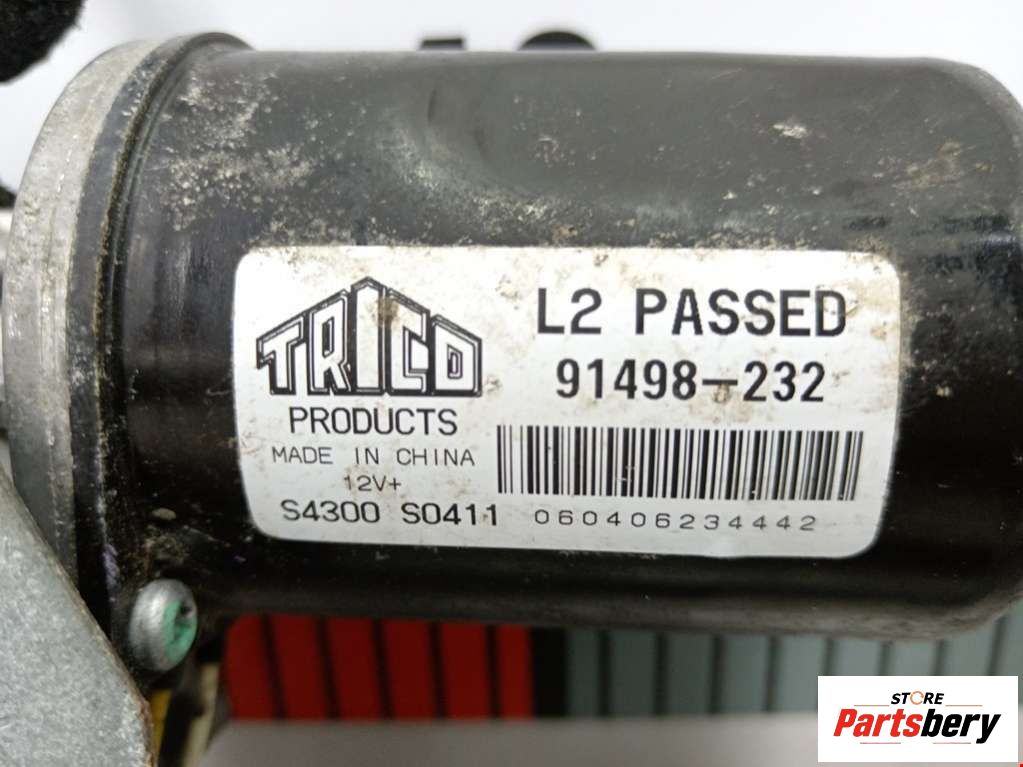 TRICO
PRODUCTS
MADE IN CHINA
12V+
S4300 S0411
L2 PASSED
91498-232
060406234442
STORE
Partsbery